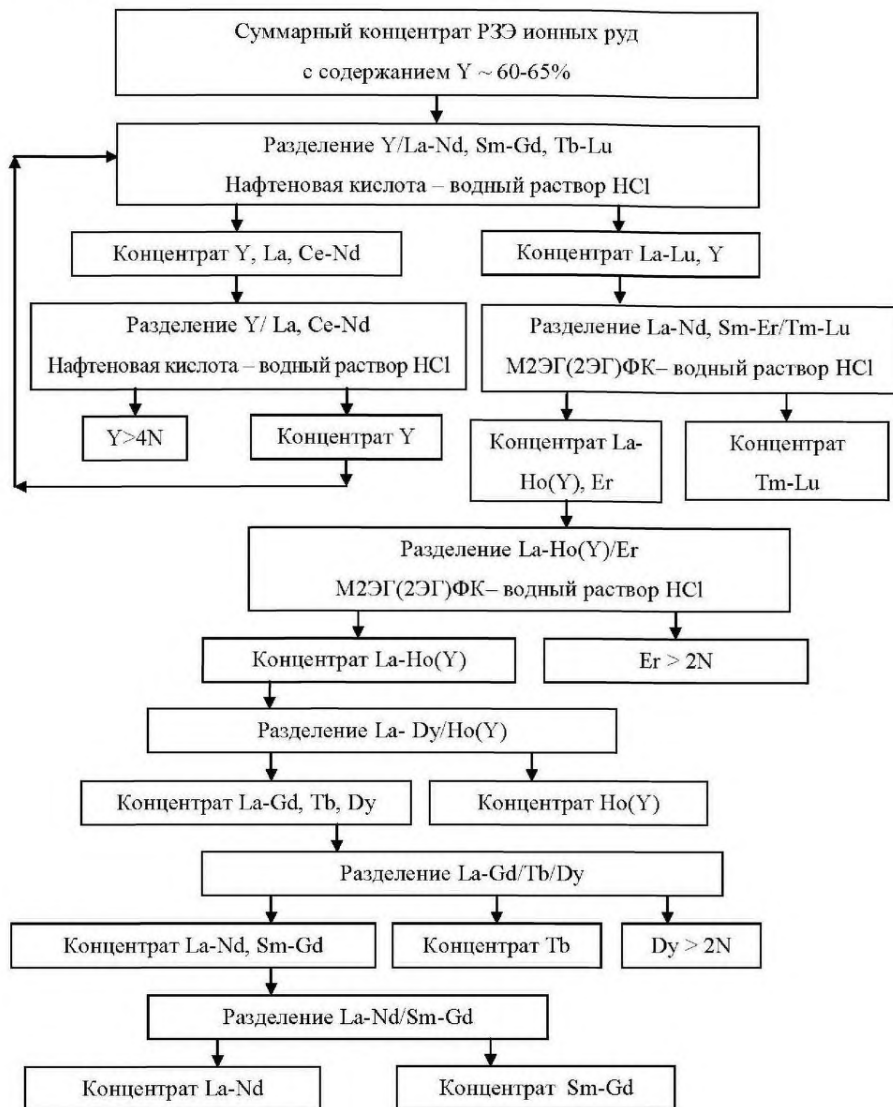 Суммарный концентрат РЗЭ ионных руд
с содержанием Y ~ 60-65%
Разделение Y/La-Nd, Sm-Gd, Tb-Lu
Нафтеновая кислота – водный раствор HCl
Концентрат Y, La, Ce-Nd
Концентрат La-Lu, Y
Разделение Y/ La, Ce-Nd
Нафтеновая кислота – водный раствор HCl
Разделение La-Nd, Sm-Er/Tm-Lu
М2ЭГ(2ЭГ)ФК– водный раствор HCl
Y>4N
Концентрат Y
Концентрат La-
Ho(Y), Er
Концентрат
Tm-Lu
Разделение La-Ho(Y)/Er
М2ЭГ(2ЭГ)ФК– водный раствор HCl
Концентрат La-Ho(Y)
Er > 2N
Разделение La- Dy/Ho(Y)
Концентрат La-Gd, Tb, Dy
Концентрат Ho(Y)
Разделение La-Gd/Tb/Dy
Концентрат La-Nd, Sm-Gd
Концентрат Tb
Dy > 2N
Разделение La-Nd/Sm-Gd
Концентрат La-Nd
Концентрат Sm-Gd